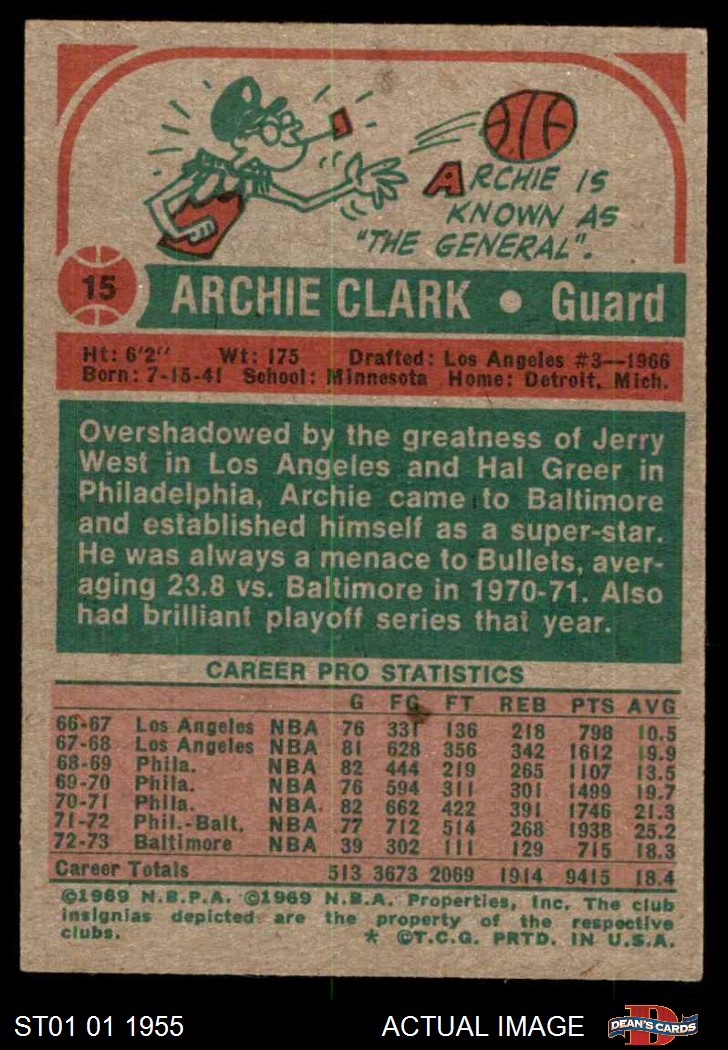 ARCHIE IS
KNOWN AS
"THE GENERAL".
15
ARCHIE CLARK • Guard
Ht: 6'2" Wt: 175 Drafted: Los Angeles #3—1966
Born: 7-15-41 School: Minnesota Home: Detroit, Mich.
Overshadowed by the greatness of Jerry
West in Los Angeles and Hal Greer in
Philadelphia, Archie came to Baltimore
and established himself as a super-star.
He was always a menace to Bullets, aver-
aging 23.8 vs. Baltimore in 1970-71. Also
had brilliant playoff series that year.
CAREER PRO STATISTICS
G FG FT REB PTS AVG
66-67 Los Angeles NBA 76 331 136 218 798 10.5
67-68 Los Angeles NBA 81 628 356 342 1612 19.9
68-69 Phila. NBA 82 444 219 265 1107 13.5
69-70 Phila. NBA 76 594 311 301 1499 19.7
70-71 Phila. NBA 82 662 422 391 1746 21.3
71-72 Phil.-Balt. NBA 77 712 514 268 1938 25.2
72-73 Baltimore NBA 39 302 111 129 715 18.3
Career Totals 513 3673 2069 1914 9415 18.4
©1969 N.B.P.A. ©1969 N.B.A. Properties, Inc. The club
insignias depicted are the property of the respective
clubs. * ©T.C.G. PRTD. IN U.S.A.
ST01 01 1955 ACTUAL IMAGE
D
DEAN'S CARDS